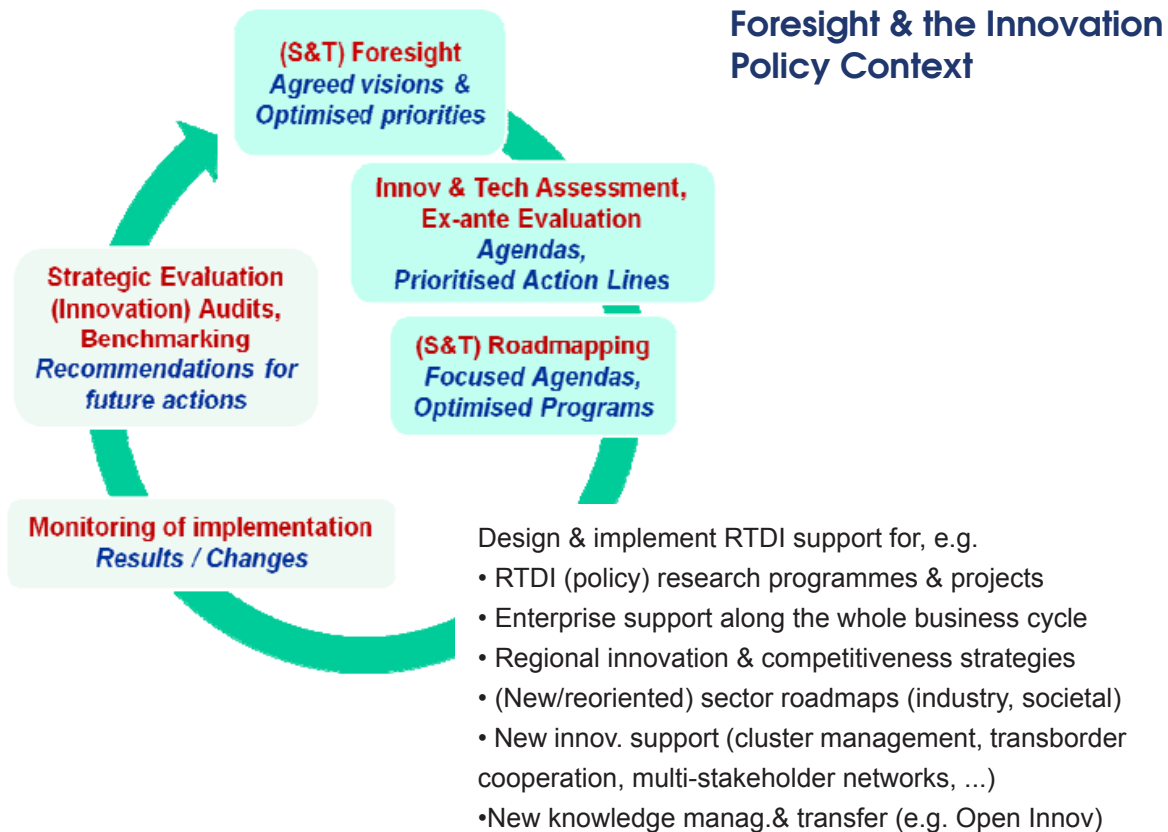 Foresight & the Innovation
Policy Context
(S&T) Foresight
Agreed visions &
Optimised priorities
Innov & Tech Assessment,
Ex-ante Evaluation
Agendas,
Prioritised Action Lines
(S&T) Roadmapping
Focused Agendas,
Optimised Programs
Strategic Evaluation
(Innovation) Audits,
Benchmarking
Recommendations for
future actions
Monitoring of implementation
Results / Changes
Design & implement RTDI support for, e.g.
• RTDI (policy) research programmes & projects
• Enterprise support along the whole business cycle
• Regional innovation & competitiveness strategies
• (New/reoriented) sector roadmaps (industry, societal)
• New innov. support (cluster management, transborder
cooperation, multi-stakeholder networks, ...)
•New knowledge manag.& transfer (e.g. Open Innov)